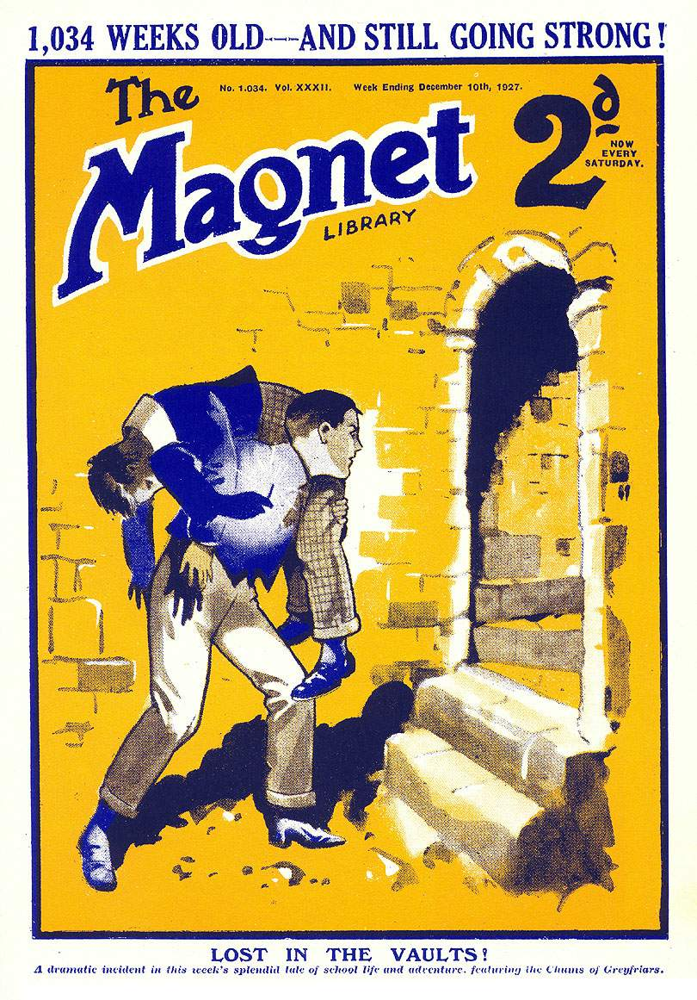 1,034 WEEKS OLD—AND STILL GOING STRONG!
The
No. 1.034. Vol. XXXII. Week Ending December 10th, 1927.
Magnet
LIBRARY
2d
NOW
EVERY
SATURDAY.
LOST IN THE VAULTS!
A dramatic incident in this week's splendid tale of school life and adventure, featuring the Chums of Greyfriars.